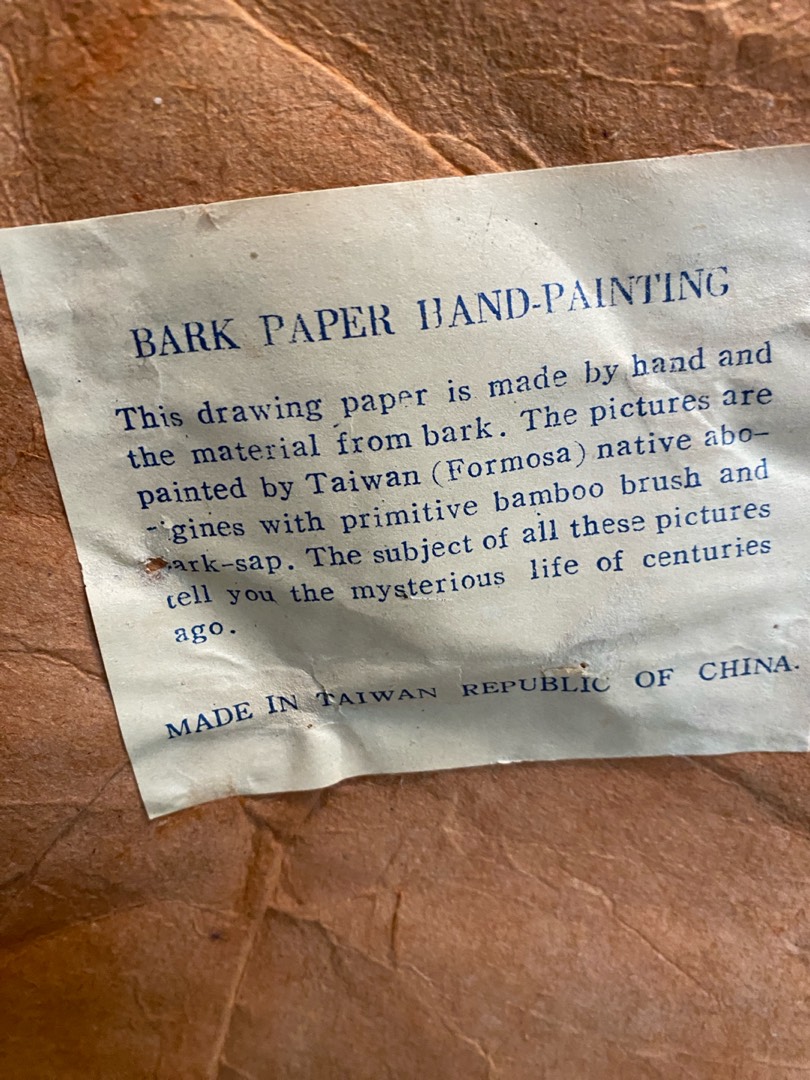 BARK PAPER HAND-PAINTING
This drawing paper is made by hand and
the material from bark. The pictures are
painted by Taiwan (Formosa) native abo-
gines with primitive bamboo brush and
ark-sap. The subject of all these pictures
tell you the mysterious life of centuries
ago.
MADE IN TAIWAN REPUBLIC OF CHINA.